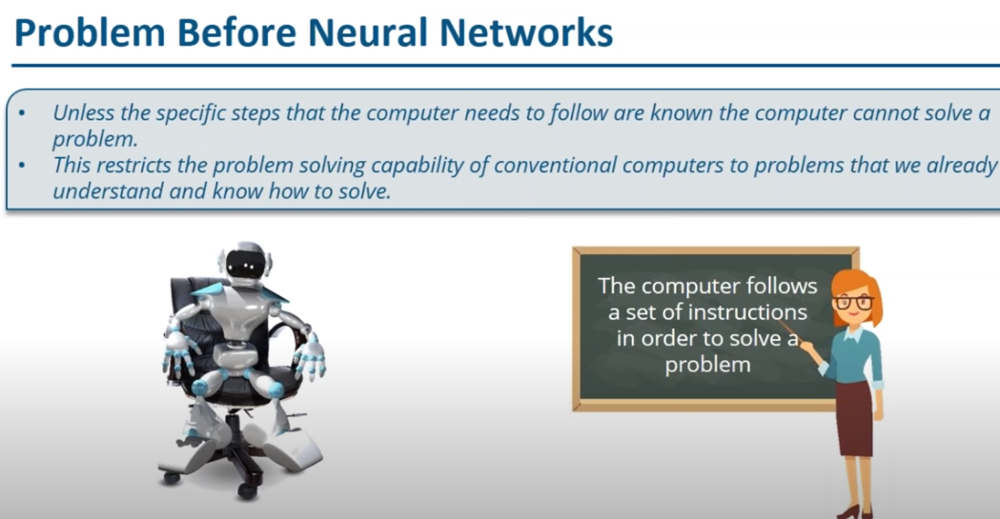 Problem Before Neural Networks
• Unless the specific steps that the computer needs to follow are known the computer cannot solve a
problem.
• This restricts the problem solving capability of conventional computers to problems that we already
understand and know how to solve.
The computer follows
a set of instructions
in order to solve a
problem